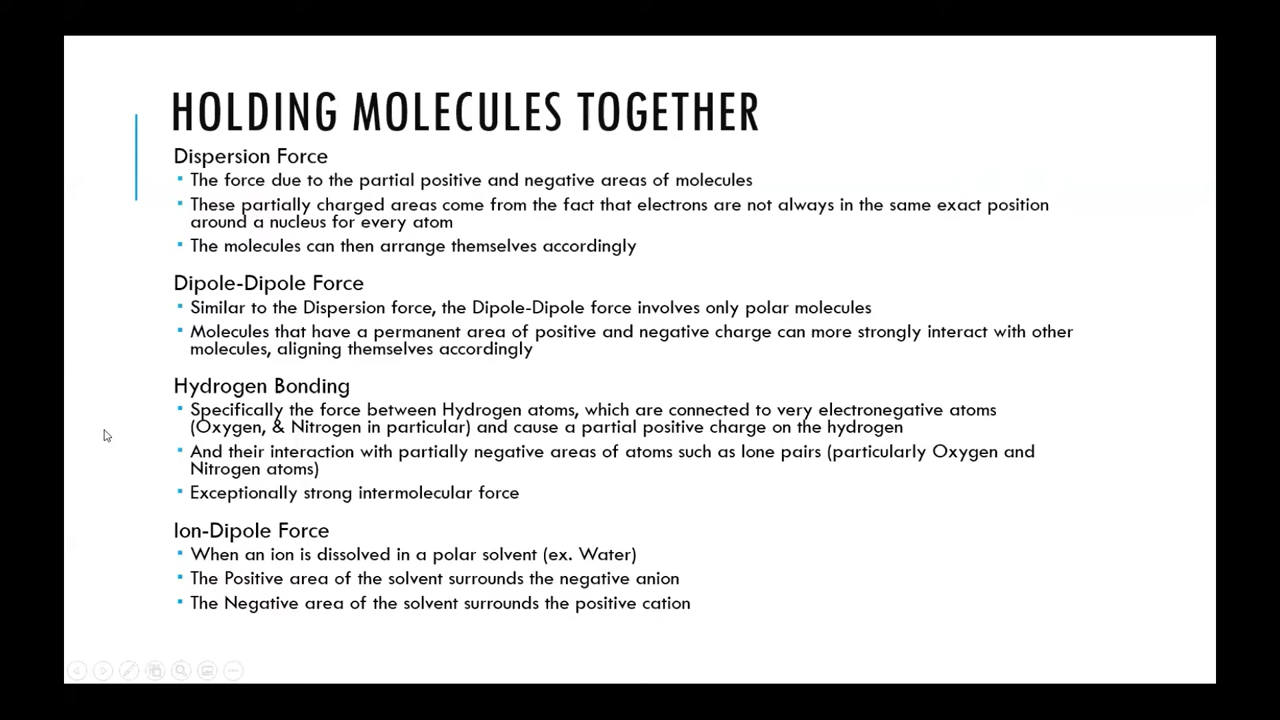 HOLDING MOLECULES TOGETHER
Dispersion Force
▪ The force due to the partial positive and negative areas of molecules
▪ These partially charged areas come from the fact that electrons are not always in the same exact position
around a nucleus for every atom
▪ The molecules can then arrange themselves accordingly
Dipole-Dipole Force
▪ Similar to the Dispersion force, the Dipole-Dipole force involves only polar molecules
▪ Molecules that have a permanent area of positive and negative charge can more strongly interact with other
molecules, aligning themselves accordingly
Hydrogen Bonding
▪ Specifically the force between Hydrogen atoms, which are connected to very electronegative atoms
(Oxygen, & Nitrogen in particular) and cause a partial positive charge on the hydrogen
▪ And their interaction with partially negative areas of atoms such as lone pairs (particularly Oxygen and
Nitrogen atoms)
▪ Exceptionally strong intermolecular force
Ion-Dipole Force
▪ When an ion is dissolved in a polar solvent (ex. Water)
▪ The Positive area of the solvent surrounds the negative anion
▪ The Negative area of the solvent surrounds the positive cation